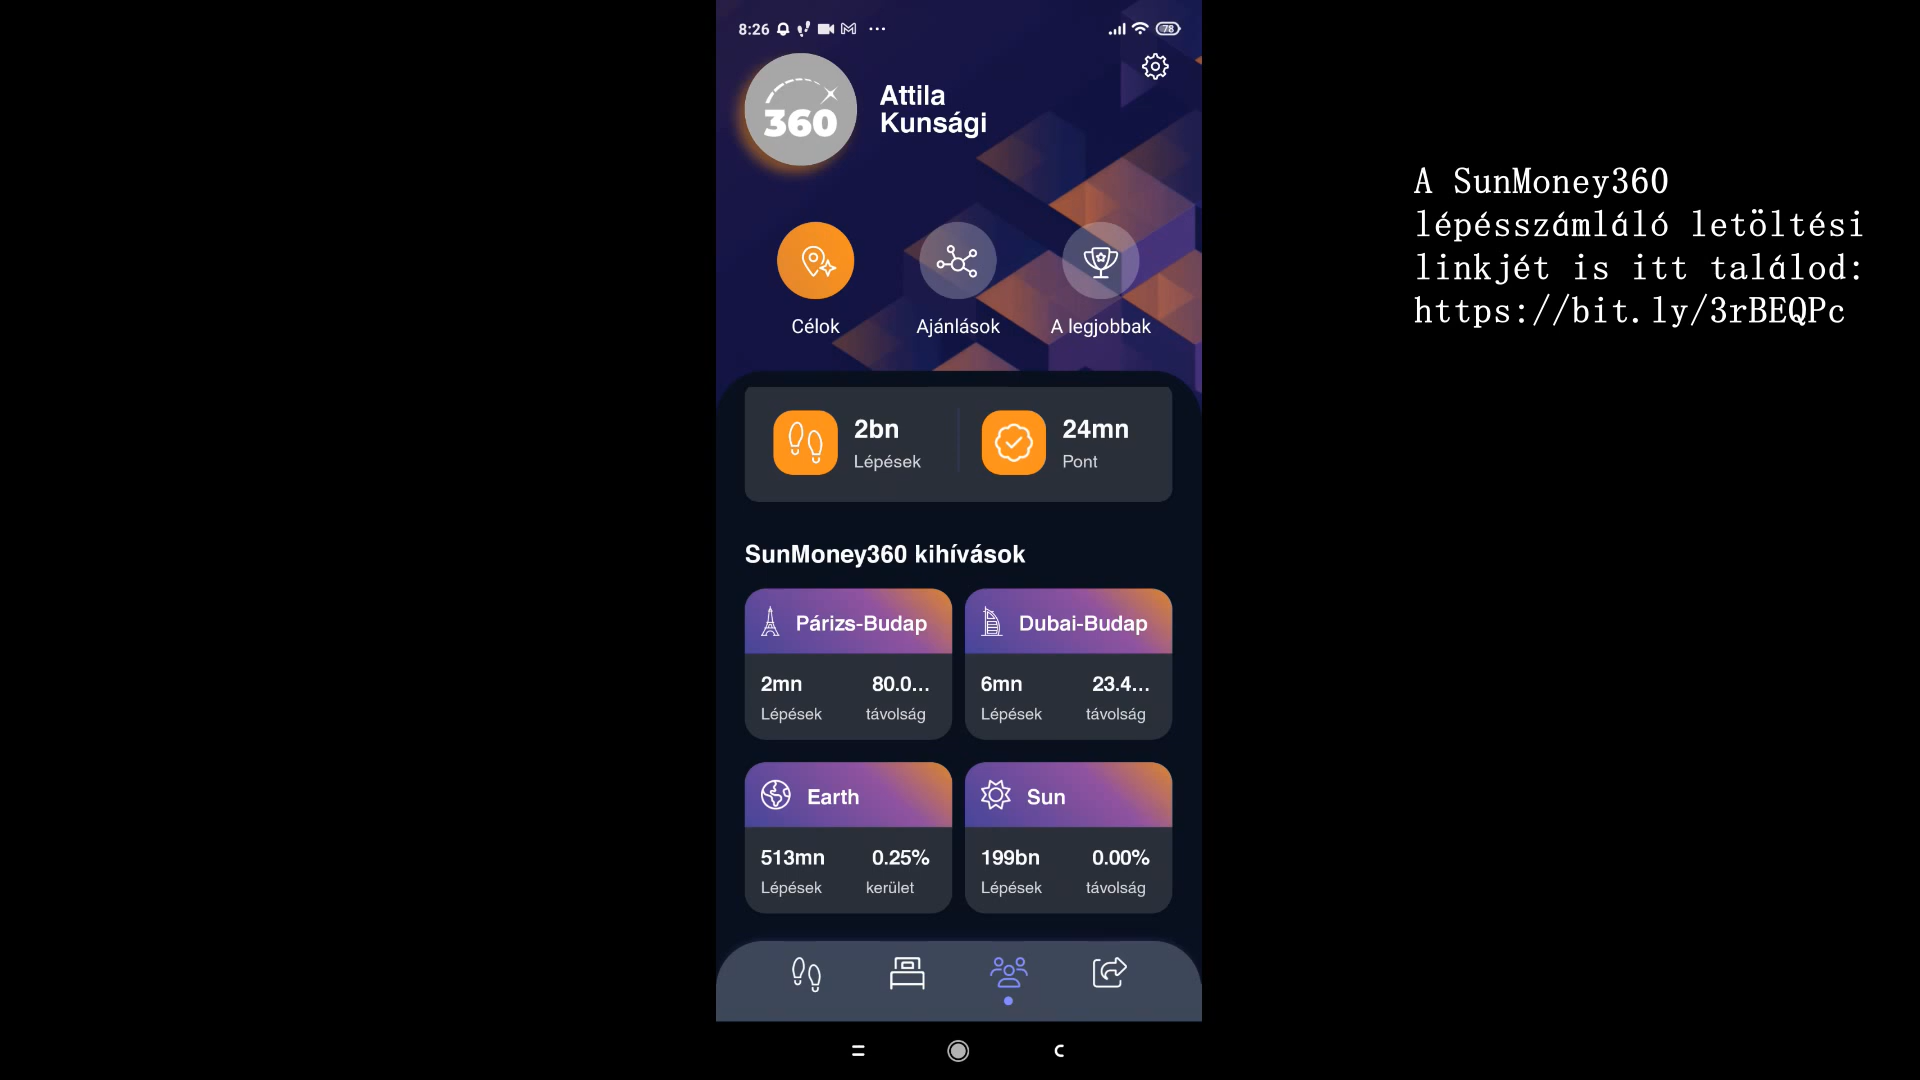 8:26
78
360
Attila
Kunsági
Célok
Ajánlások
A legjobbak
2bn
Lépések
24mn
Pont
SunMoney360 kihívások
Párizs-Budap
2mn
80.0...
Lépések
távolság
Dubai-Budap
6mn
23.4...
Lépések
távolság
Earth
513mn
0.25%
Lépések
kerület
Sun
199bn
0.00%
Lépések
távolság
A SunMoney360
lépésszámláló letöltési
linkjét is itt találod:
https://bit.ly/3rBEQPc